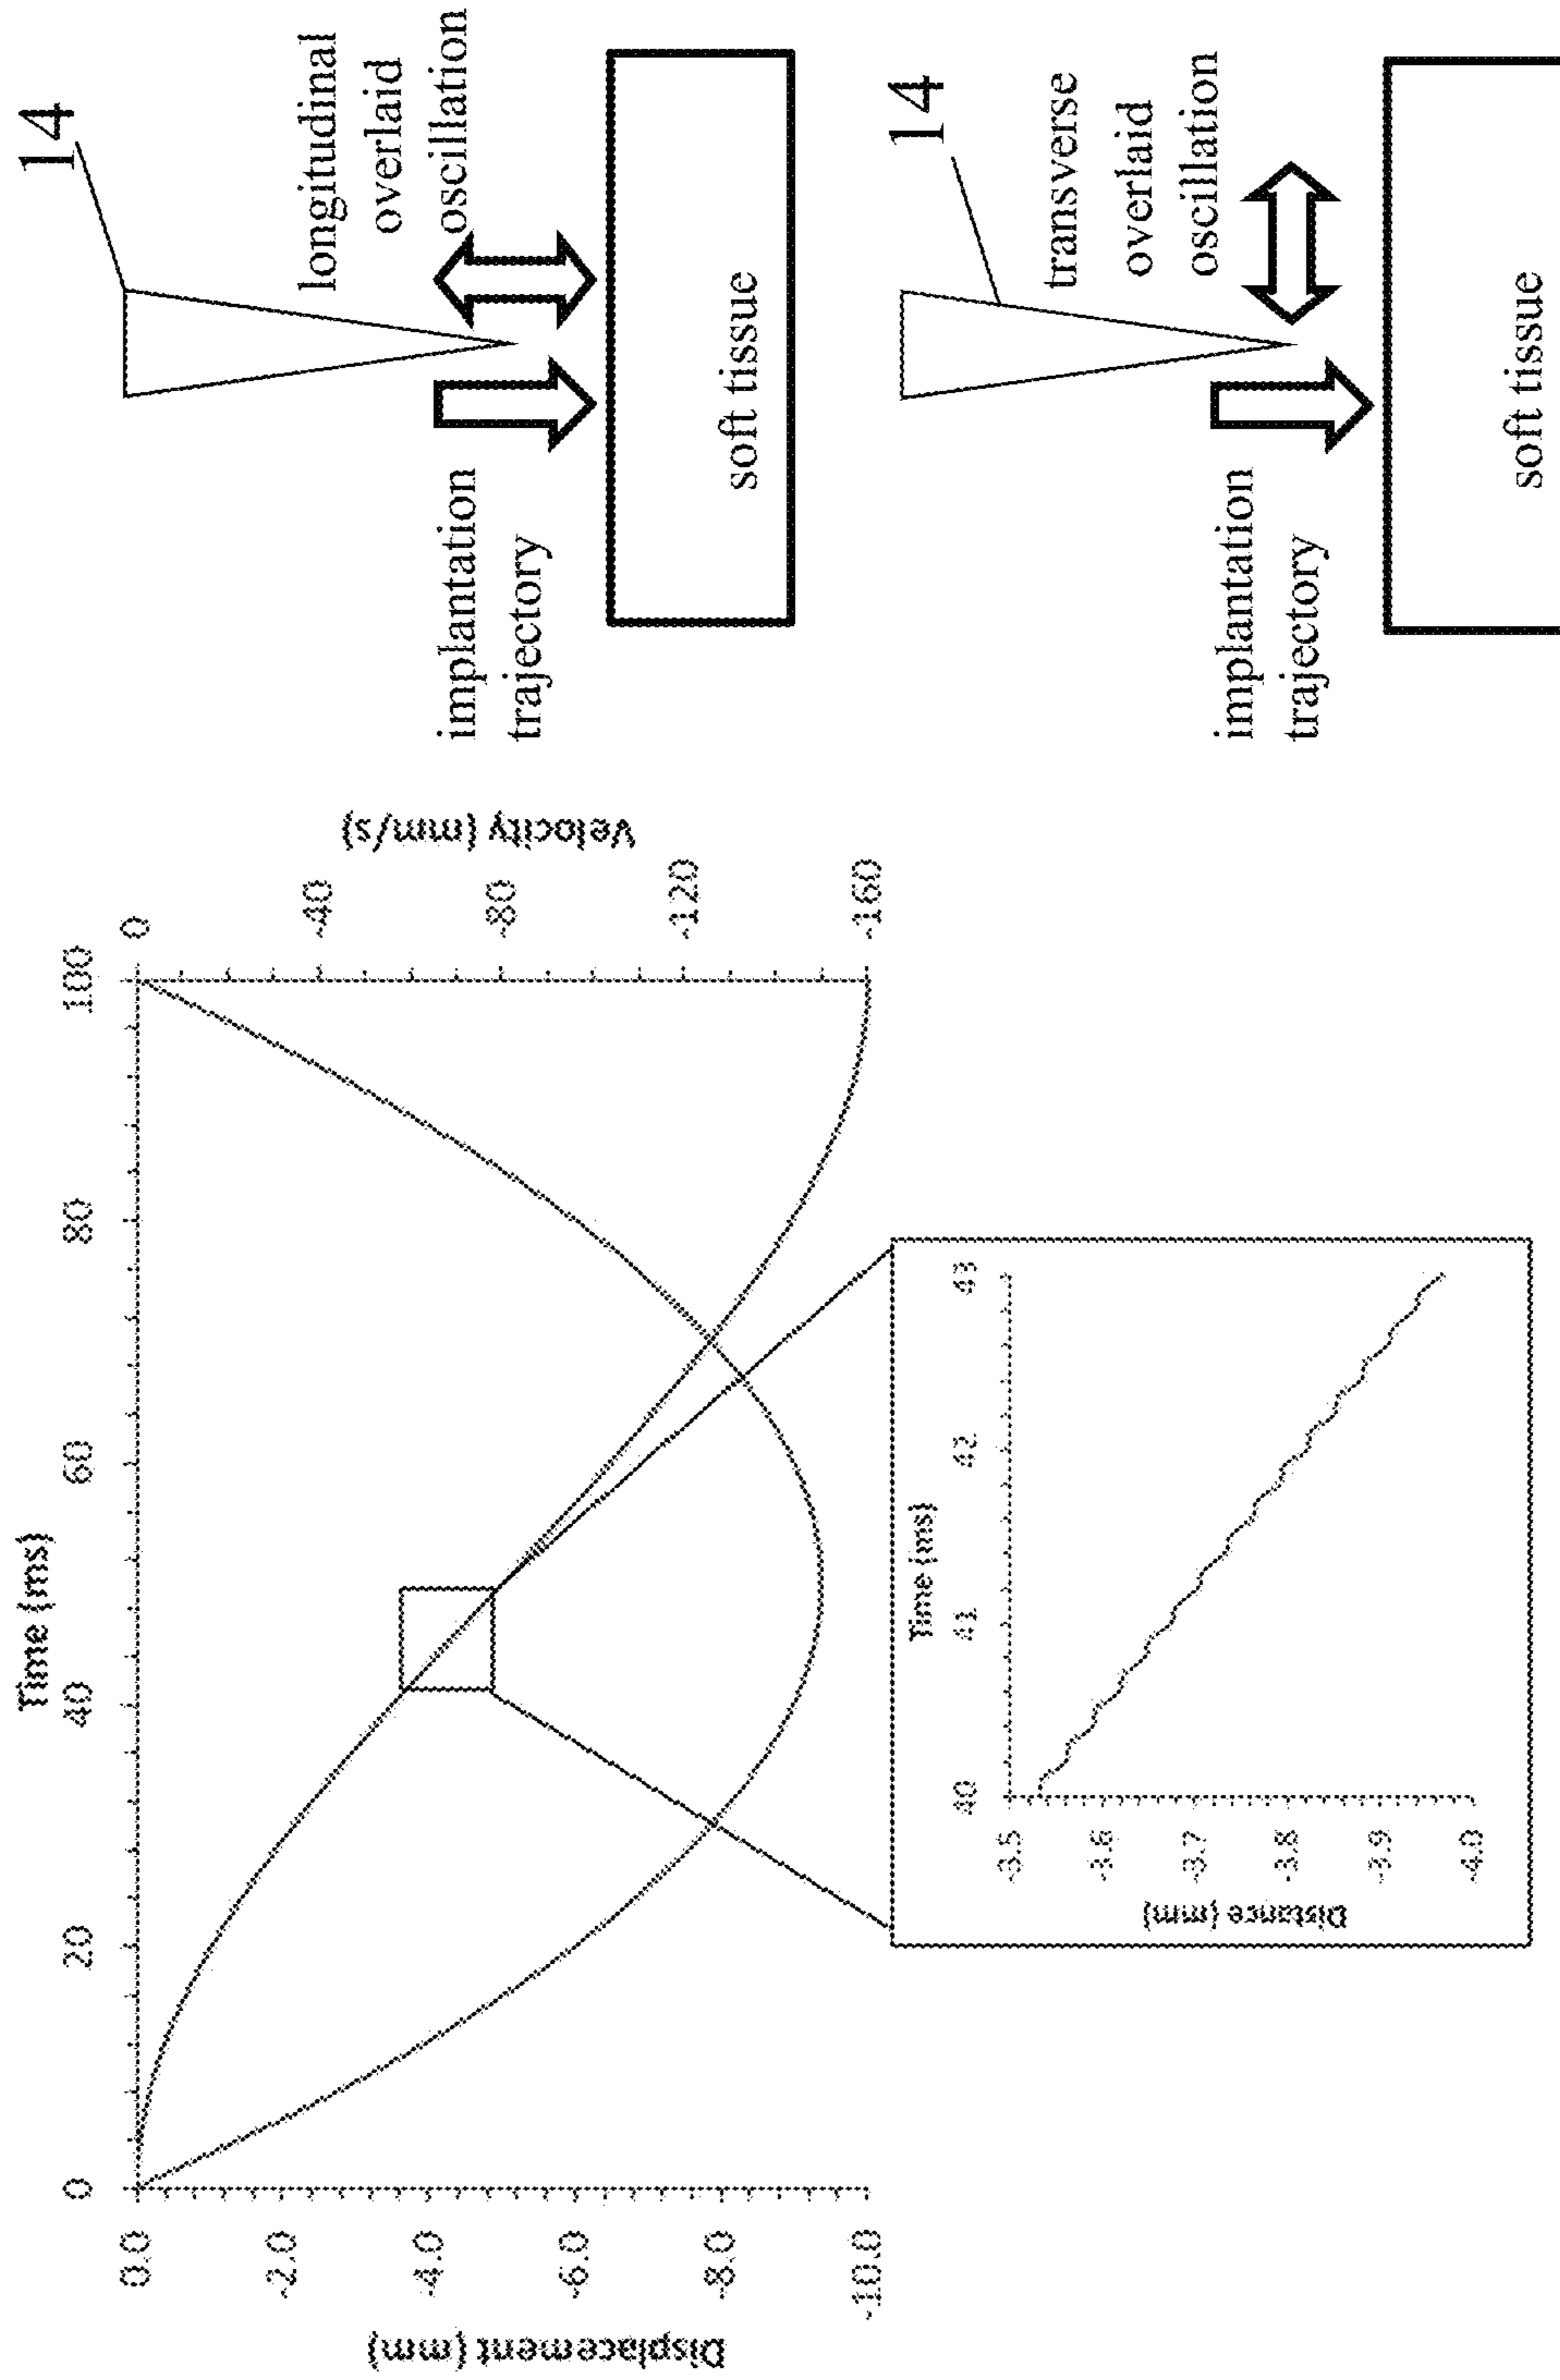 Time (ms)
0
20
40
60
80
100
0.0
-2.0
-4.0
-6.0
-8.0
-10.0
Displacement (mm)
0
-40
-80
-120
-160
Velocity (mm/s)
Time (ms)
40
41
42
43
-3.5
-3.6
-3.7
-3.8
-3.9
-4.0
Distance (mm)
14
longitudinal
overlaid
oscillation
implantation
trajectory
soft tissue
14
transverse
overlaid
oscillation
implantation
trajectory
soft tissue